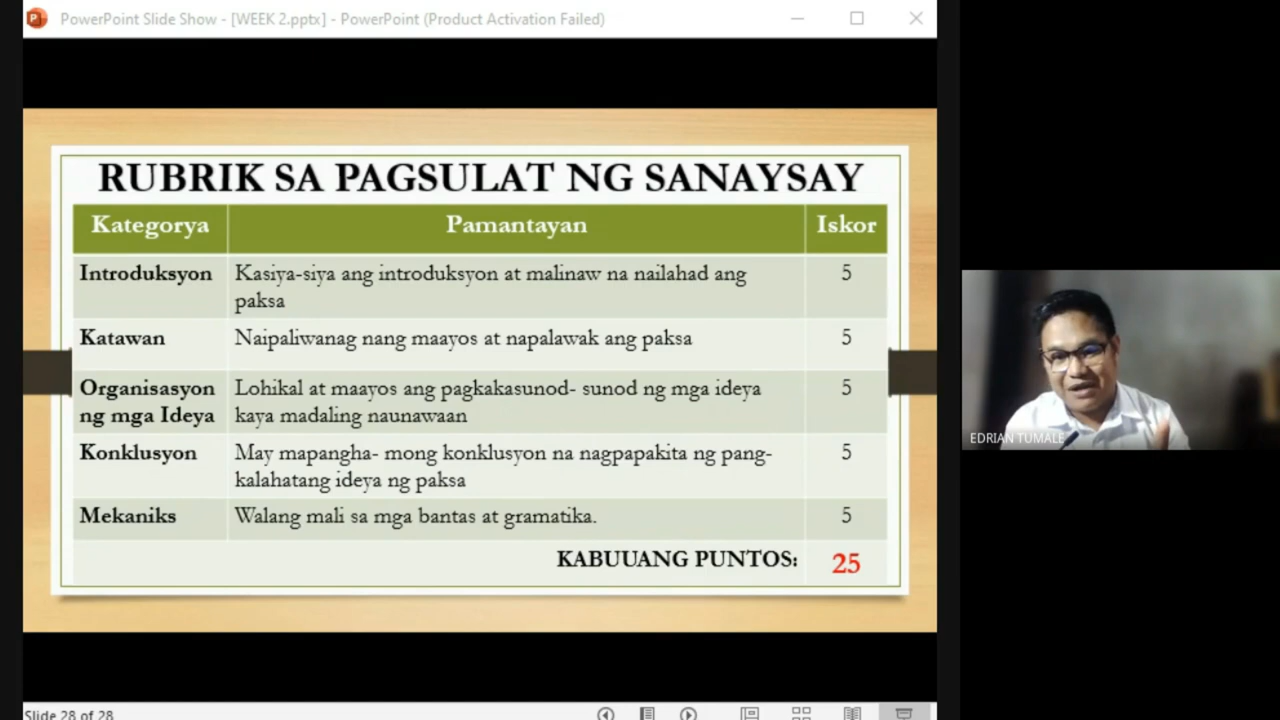 PowerPoint Slide Show - [WEEK 2.pptx] - PowerPoint (Product Activation Failed)
RUBRIK SA PAGSULAT NG SANAYSAY
Kategorya Pamantayan Iskor
Introduksyon Kasiya-siya ang introduksyon at malinaw na nailahad ang 5
paksa
Katawan Naipaliwanag nang maayos at napalawak ang paksa 5
Organisasyon Lohikal at maayos ang pagkakasunod- sunod ng mga ideya 5
ng mga Ideya kaya madaling naunawaan
Konklusyon May mapangha- mong konklusyon na nagpapakita ng pang- 5
kalahatang ideya ng paksa
Mekaniks Walang mali sa mga bantas at gramatika. 5
KABUUANG PUNTOS: 25
EDRIAN TUMALE
Slide 28 of 28